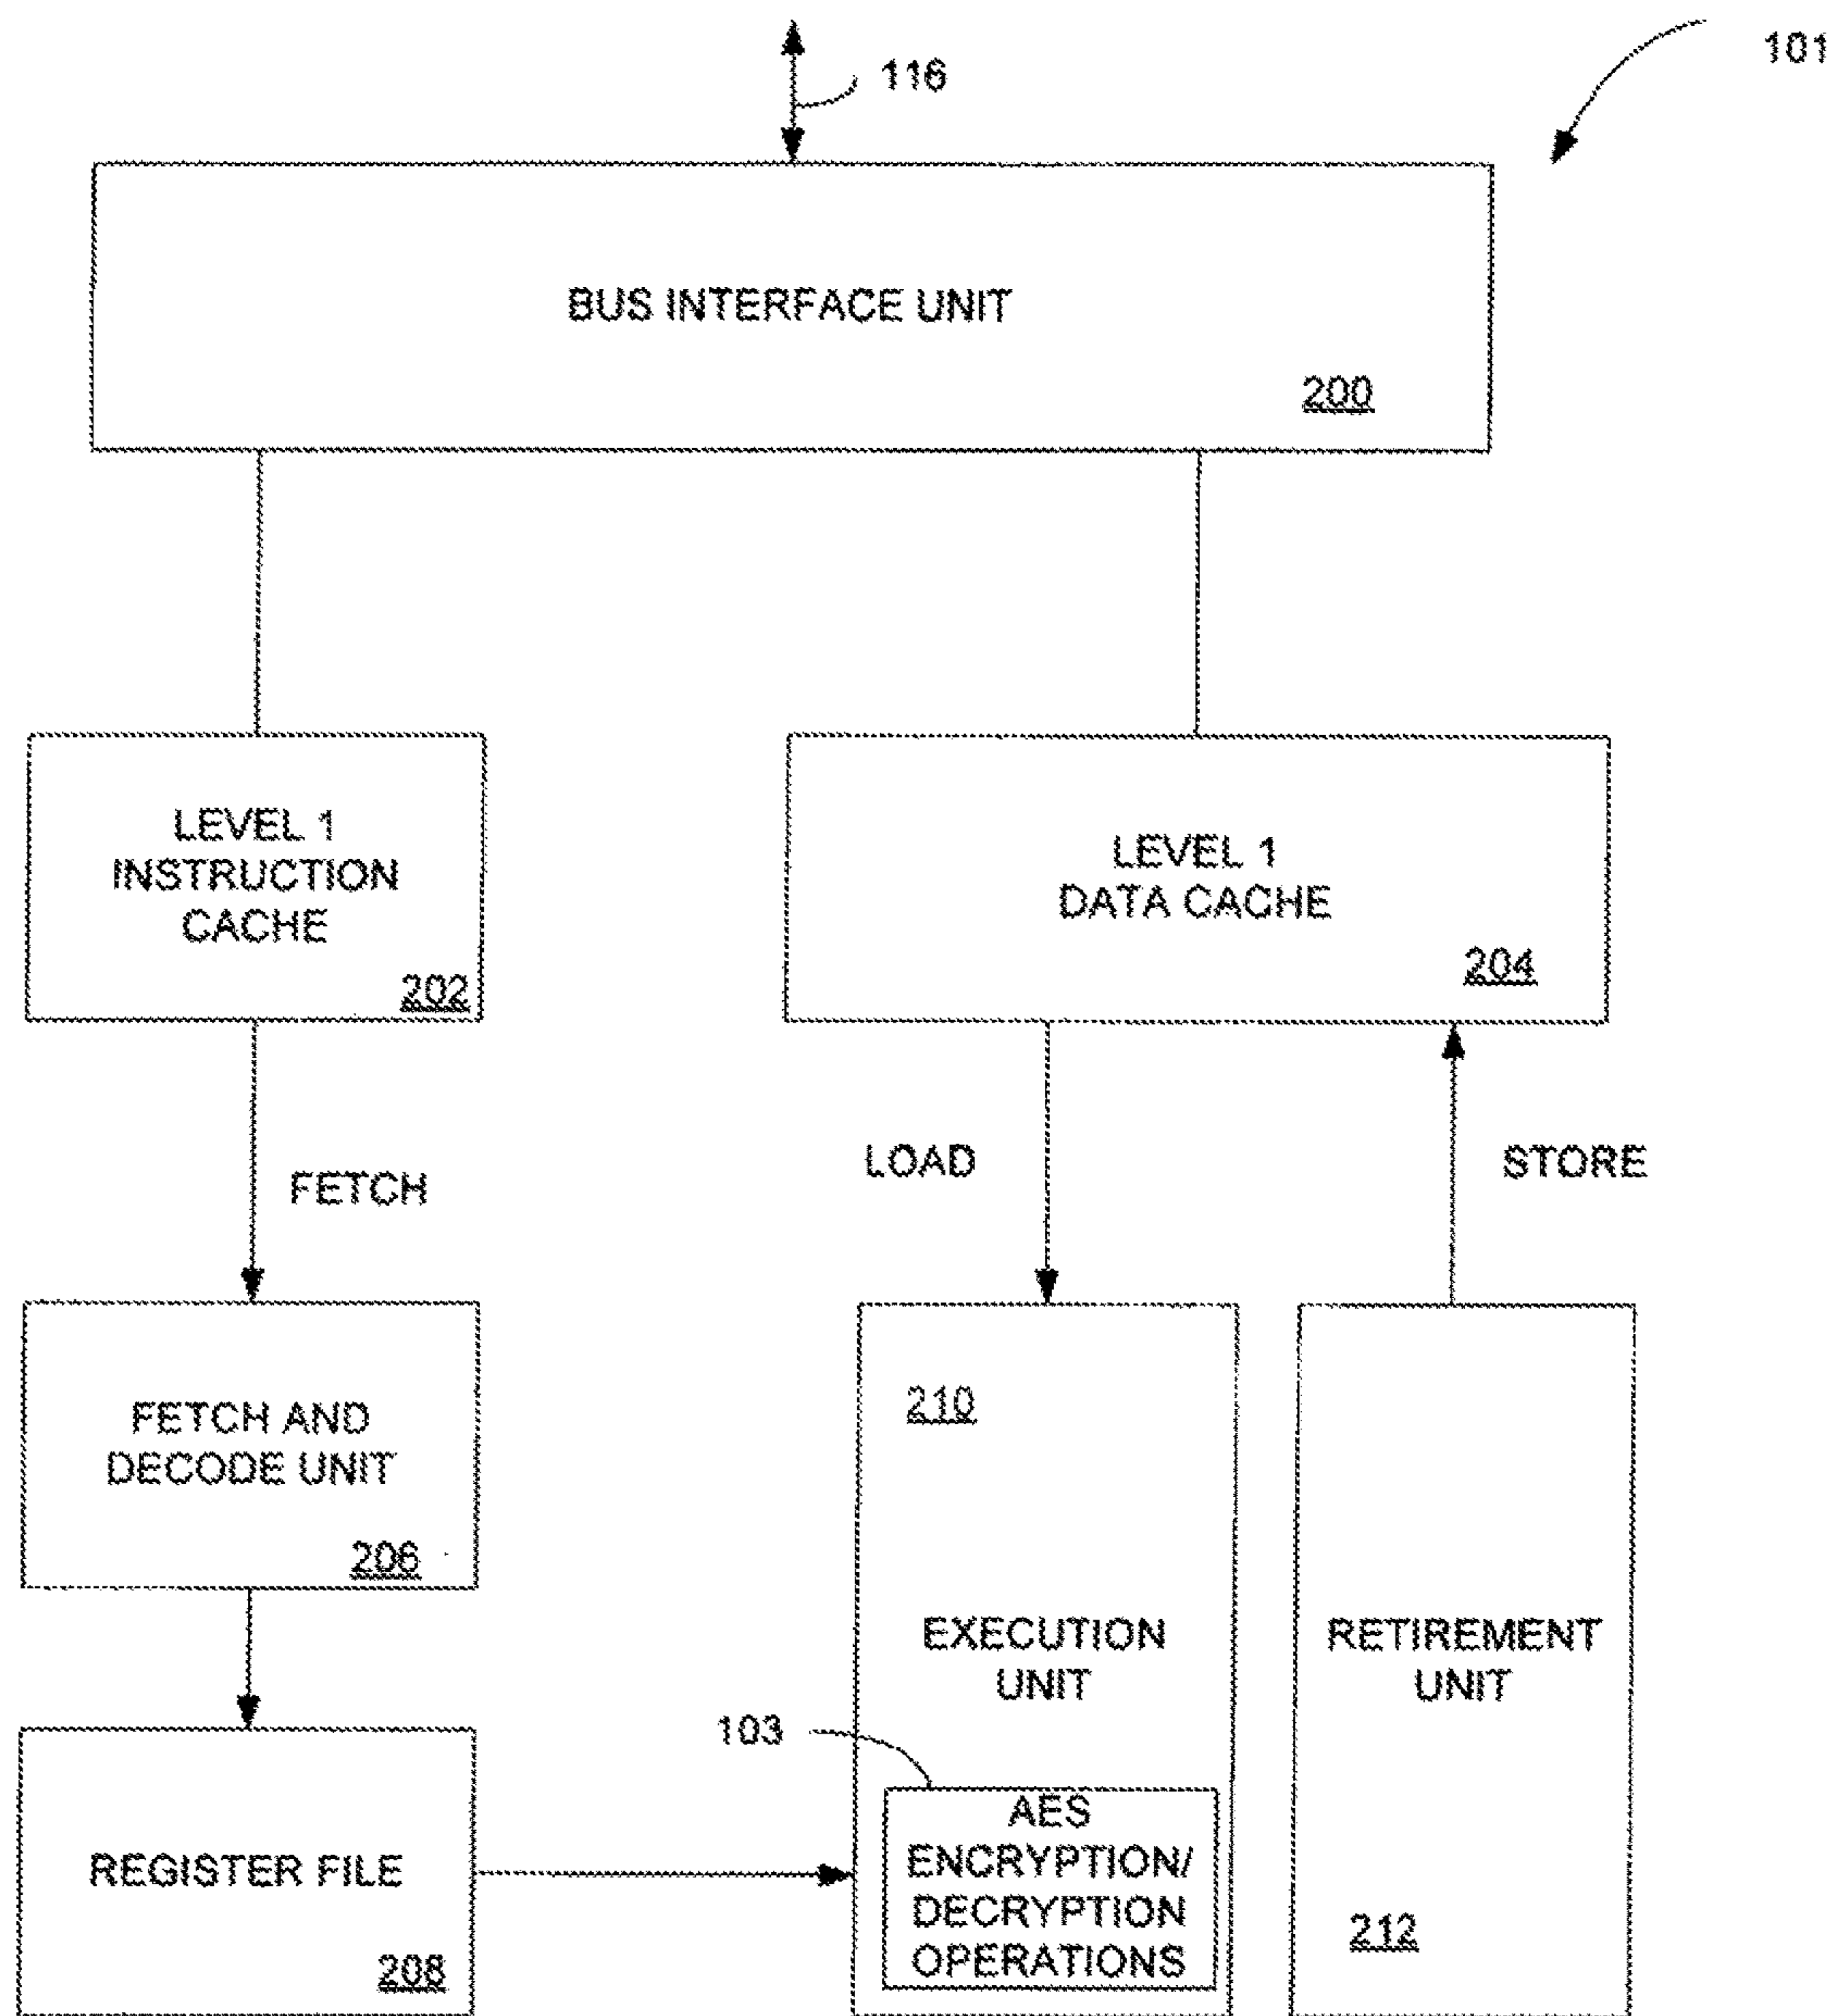 101
116
BUS INTERFACE UNIT
200
LEVEL 1
INSTRUCTION
CACHE
202
LEVEL 1
DATA CACHE
204
FETCH
LOAD
STORE
FETCH AND
DECODE UNIT
206
210
EXECUTION
UNIT
RETIREMENT
UNIT
103
REGISTER FILE
208
AES
ENCRYPTION/
DECRYPTION
OPERATIONS
212